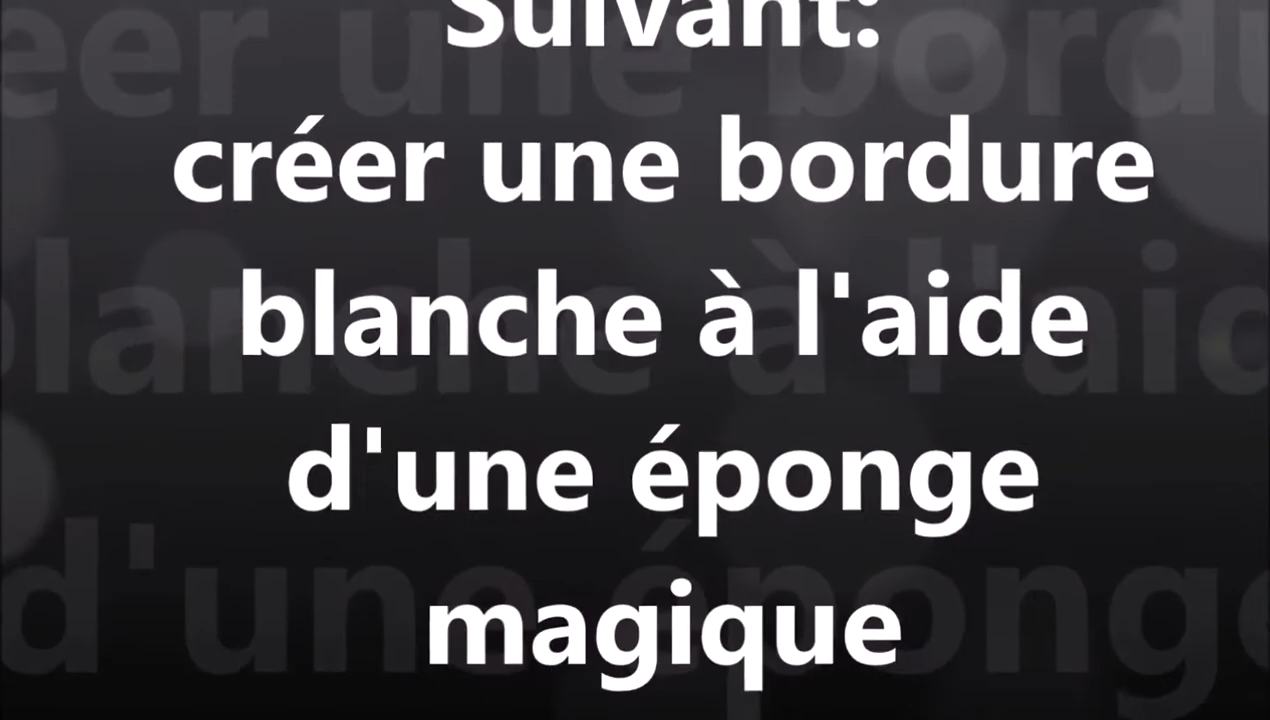 Suivant:
créer une bordure
blanche à l'aide
d'une éponge
magique